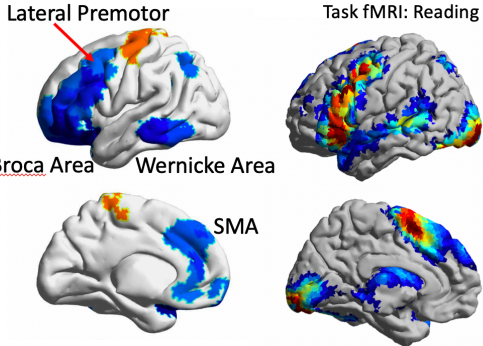 Lateral Premotor
Task fMRI: Reading
Broca Area
Wernicke Area
SMA